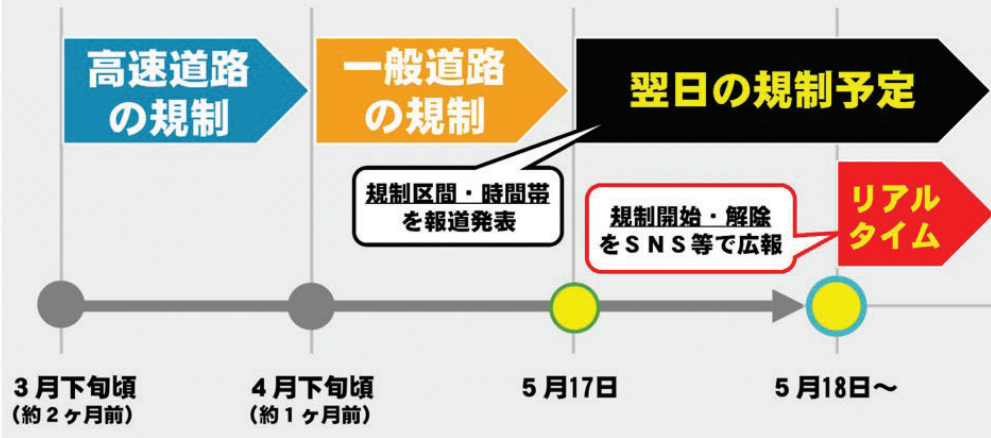 高速道路
の規制
一般道路
の規制
翌日の規制予定
規制区間・時間帯
を報道発表
規制開始・解除
をSNS等で広報
リアル
タイム
3月下旬頃
(約2ヶ月前)
4月下旬頃
(約1ヶ月前)
5月17日
5月18日～